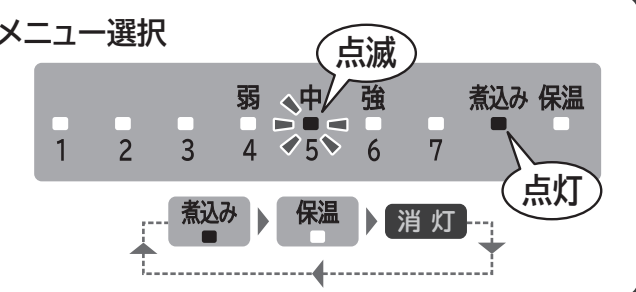 メニュー選択
点滅
弱 中 強 煮込み 保温
1 2 3 4 5 6 7
点灯
煮込み 保温 消灯